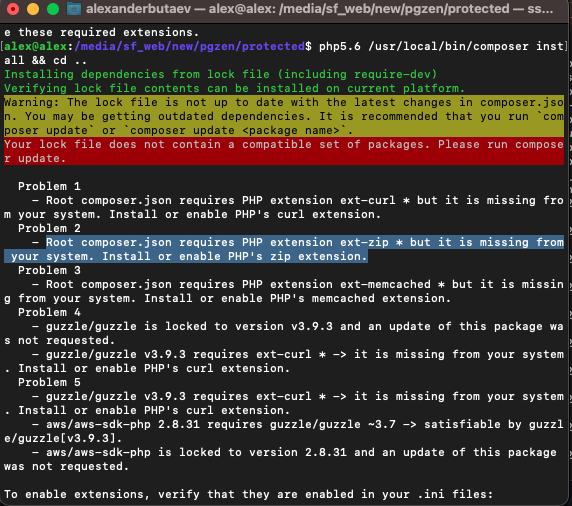 alexanderbutaev — alex@alex: /media/sf_web/new/pgzen/protected — ss...
e these required extensions.
[alex@alex:/media/sf_web/new/pgzen/protected$ php5.6 /usr/local/bin/composer inst
all && cd ..
Installing dependencies from lock file (including require-dev)
Verifying lock file contents can be installed on current platform.
Warning: The lock file is not up to date with the latest changes in composer.jso
n. You may be getting outdated dependencies. It is recommended that you run `com
poser update` or `composer update <package name>`.
Your lock file does not contain a compatible set of packages. Please run compose
r update.
Problem 1
- Root composer.json requires PHP extension ext-curl * but it is missing fro
m your system. Install or enable PHP's curl extension.
Problem 2
- Root composer.json requires PHP extension ext-zip * but it is missing from
your system. Install or enable PHP's zip extension.
Problem 3
- Root composer.json requires PHP extension ext-memcached * but it is missin
g from your system. Install or enable PHP's memcached extension.
Problem 4
- guzzle/guzzle is locked to version v3.9.3 and an update of this package wa
s not requested.
- guzzle/guzzle v3.9.3 requires ext-curl * -> it is missing from your system
. Install or enable PHP's curl extension.
Problem 5
- guzzle/guzzle v3.9.3 requires ext-curl * -> it is missing from your system
. Install or enable PHP's curl extension.
- aws/aws-sdk-php 2.8.31 requires guzzle/guzzle ~3.7 -> satisfiable by guzzl
e/guzzle[v3.9.3].
- aws/aws-sdk-php is locked to version 2.8.31 and an update of this package
was not requested.
To enable extensions, verify that they are enabled in your .ini files: